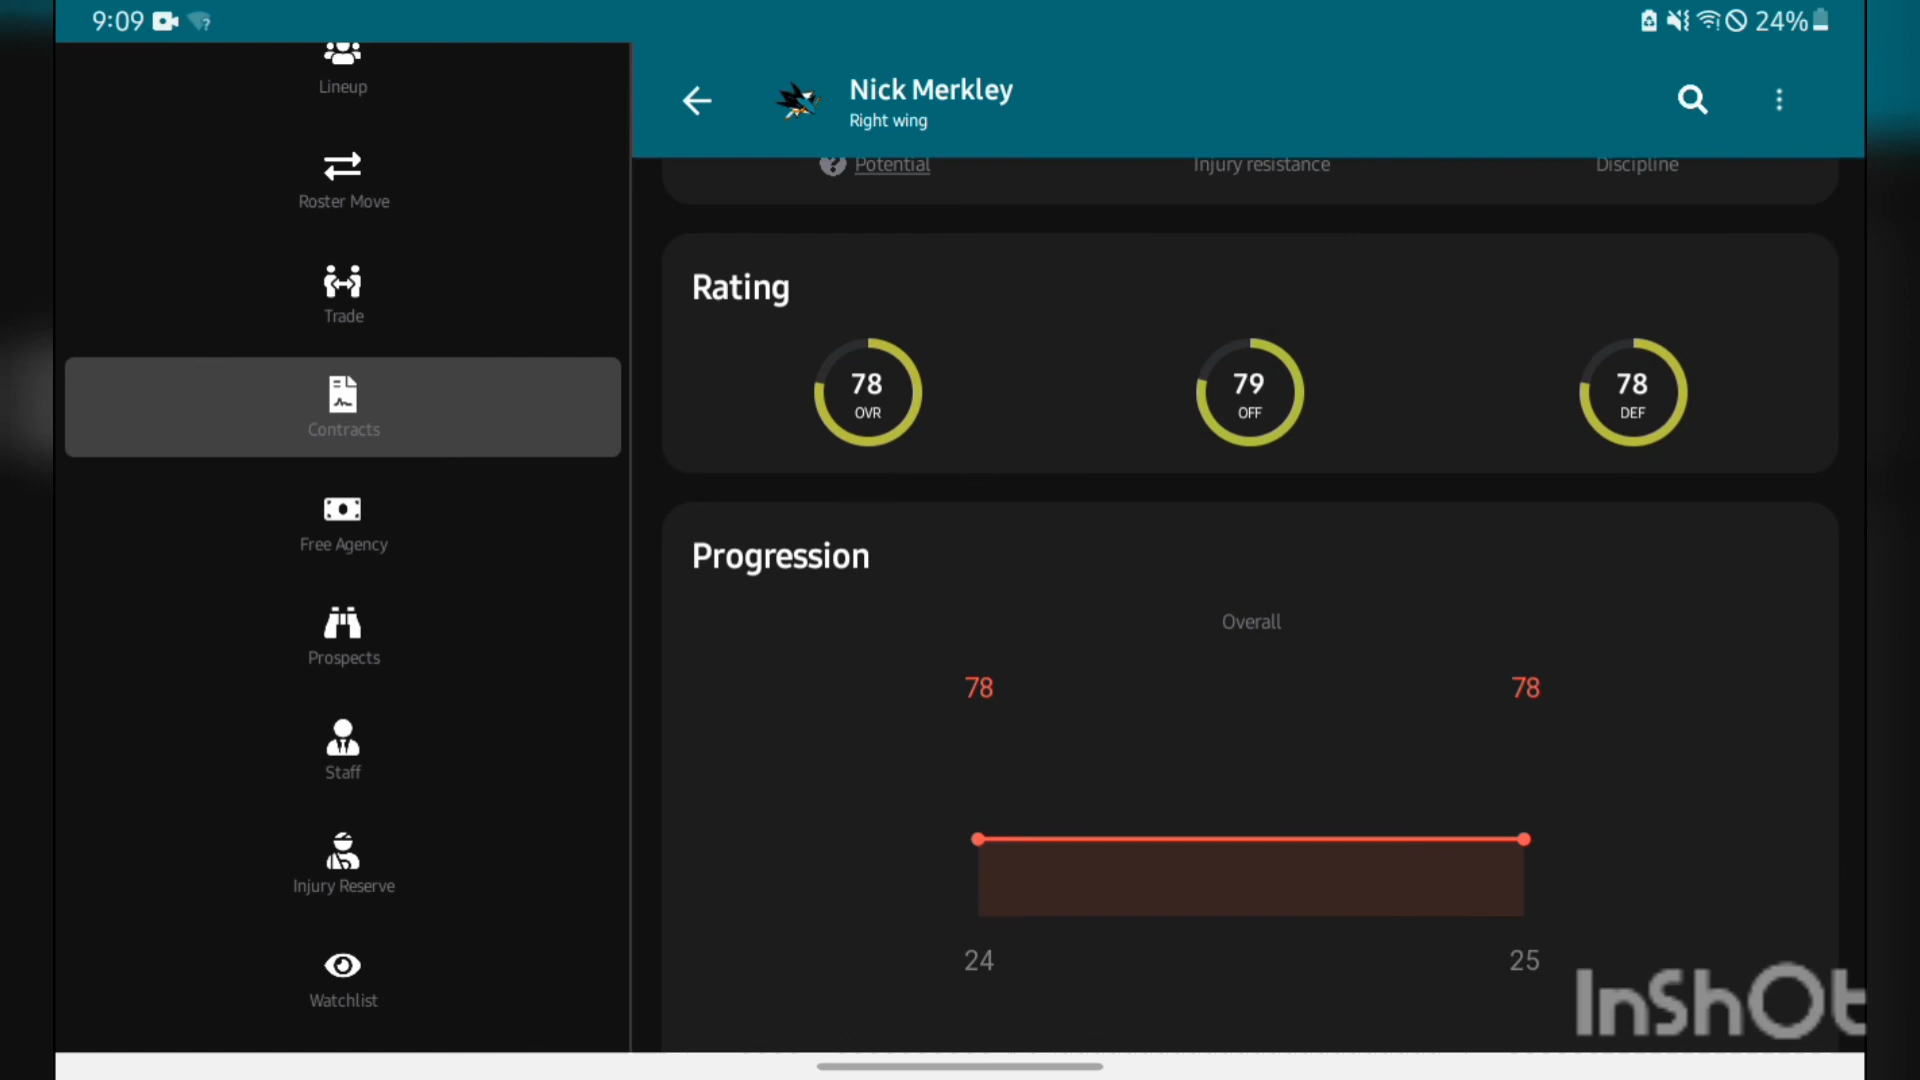 9:09
24%
Lineup
Roster Move
Trade
Contracts
Free Agency
Prospects
Staff
Injury Reserve
Watchlist
Nick Merkley
Right wing
Potential
Injury resistance
Discipline
Rating
78
OVR
79
OFF
78
DEF
Progression
Overall
78
78
24
25
InShOt